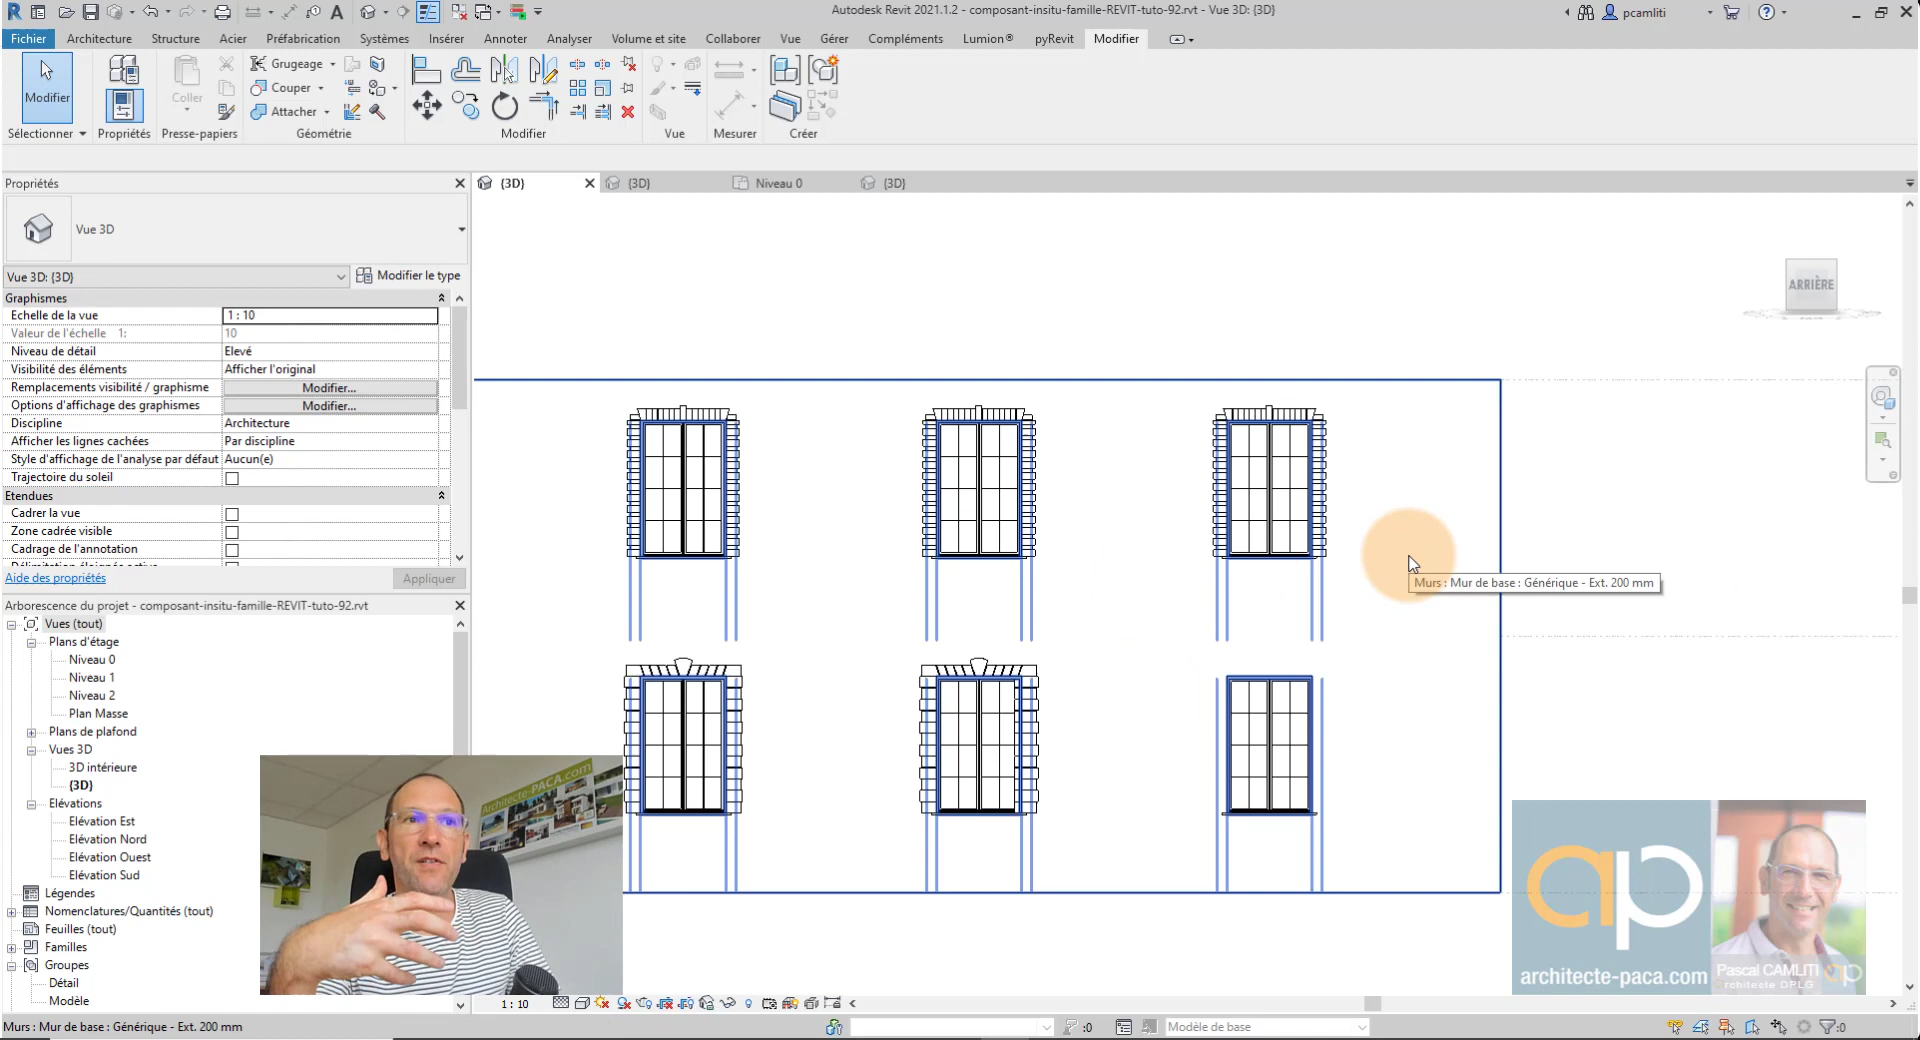 Autodesk Revit 2021.1.2 - composant-insitu-famille-REVIT-tuto-92.rvt - Vue 3D: {3D}
pcamliti
Fichier Architecture Structure Acier Préfabrication Systèmes Insérer Annoter Analyser Volume et site Collaborer Vue Gérer Compléments Lumion® pyRevit Modifier
Modifier
Coller
Grugeage
Couper
Attacher
Sélectionner Propriétés Presse-papiers Géométrie Modifier Vue Mesurer Créer
Propriétés
{3D} {3D} Niveau 0 {3D}
Vue 3D
Vue 3D: {3D} Modifier le type
Graphismes
Echelle de la vue 1 : 10
Valeur de l'échelle 1: 10
Niveau de détail Elevé
Visibilité des éléments Afficher l'original
Remplacements visibilité / graphisme Modifier...
Options d'affichage des graphismes Modifier...
Discipline Architecture
Afficher les lignes cachées Par discipline
Style d'affichage de l'analyse par défaut Aucun(e)
Trajectoire du soleil
Etendues
Cadrer la vue
Zone cadrée visible
Cadrage de l'annotation
Aide des propriétés Appliquer
Arborescence du projet - composant-insitu-famille-REVIT-tuto-92.rvt
Vues (tout)
Plans d'étage
Niveau 0
Niveau 1
Niveau 2
Plan Masse
Plans de plafond
Vues 3D
3D intérieure
{3D}
Elévations
Elévation Est
Elévation Nord
Elévation Ouest
Elévation Sud
Légendes
Nomenclatures/Quantités (tout)
Feuilles (tout)
Familles
Groupes
Détail
Modèle
ARRIÈRE
Murs : Mur de base : Générique - Ext. 200 mm
Architecte-PACA.com
ap
architecte-paca.com
Pascal CAMLITI
architecte DPLG
1 : 10
Murs : Mur de base : Générique - Ext. 200 mm
:0
Modèle de base
:0